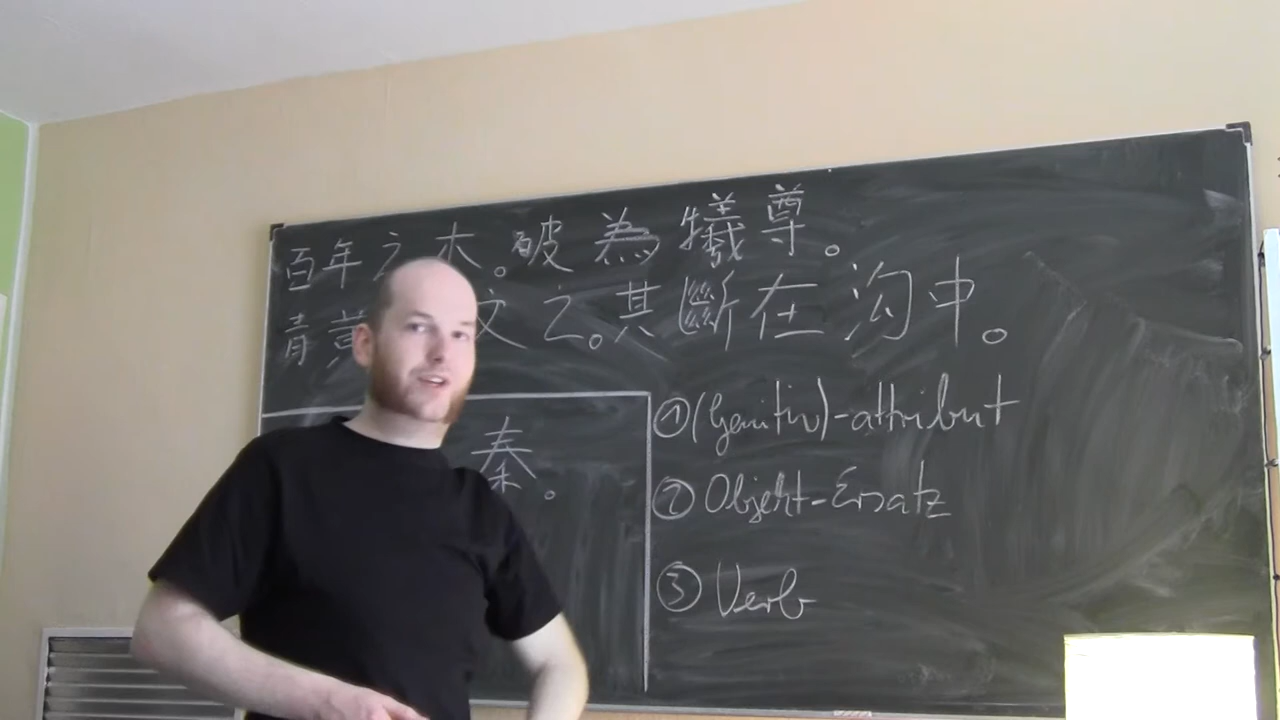 百年之木。破為犧尊。
青黃文之。其斷在溝中。
秦。
①(Genitiv)-attribut
② Objekt-Ersatz
③ Verb